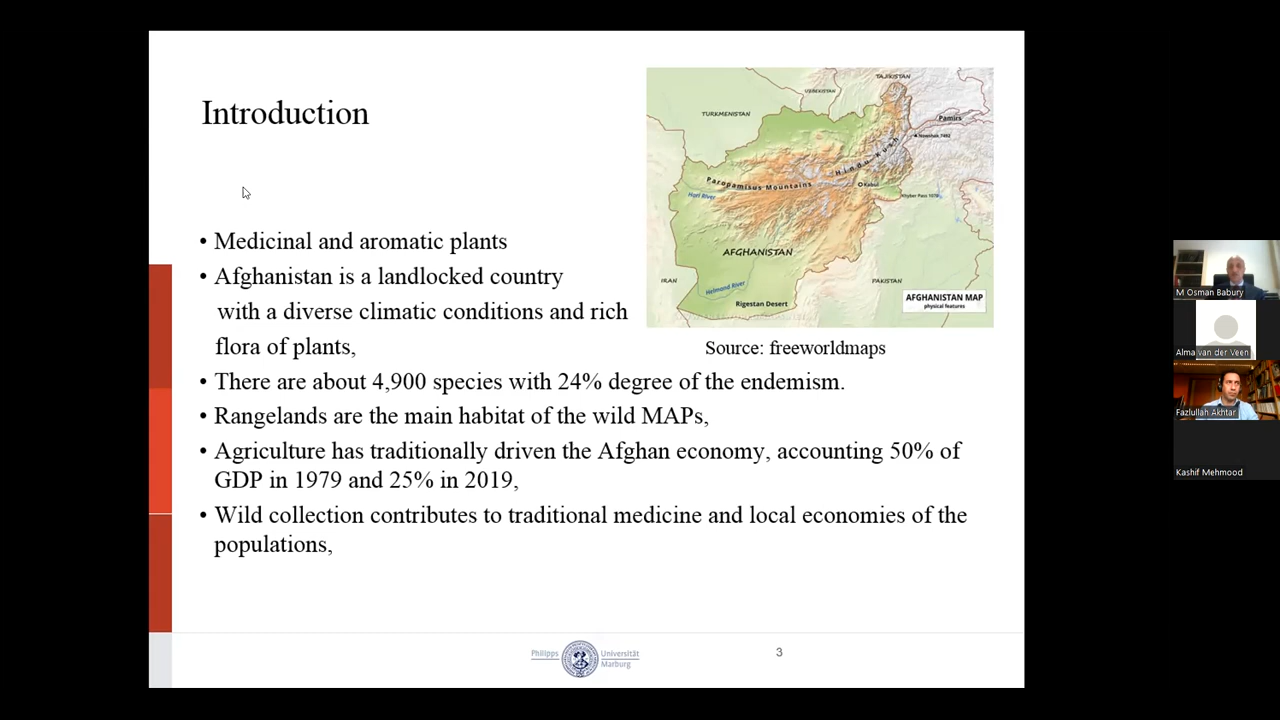 Introduction
• Medicinal and aromatic plants
• Afghanistan is a landlocked country
with a diverse climatic conditions and rich
flora of plants,
• There are about 4,900 species with 24% degree of the endemism.
• Rangelands are the main habitat of the wild MAPs,
• Agriculture has traditionally driven the Afghan economy, accounting 50% of
GDP in 1979 and 25% in 2019,
• Wild collection contributes to traditional medicine and local economies of the
populations,
TAJIKISTAN
UZBEKISTAN
TURKMENISTAN
Pamirs
Noshak 7492
Hindu Kush
Paropamisus Mountains
Kabul
Hari River
Khyber Pass 1070
AFGHANISTAN
IRAN
PAKISTAN
Helmand River
Rigestan Desert
AFGHANISTAN MAP
physical features
Source: freeworldmaps
Philipps
Universität
Marburg
3
M Osman Babury
Alma van der Veen
Fazlullah Akhtar
Kashif Mehmood